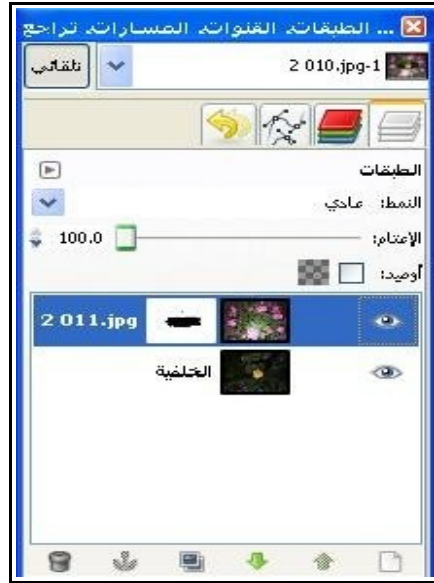 الطبقات، القنوات، المسارات، تراجع ...
2 010.jpg-1
تلقائي
الطبقات
النمط: عادي
الإعتام: 100.0
أوصيد:
2 011.jpg
الخلفية